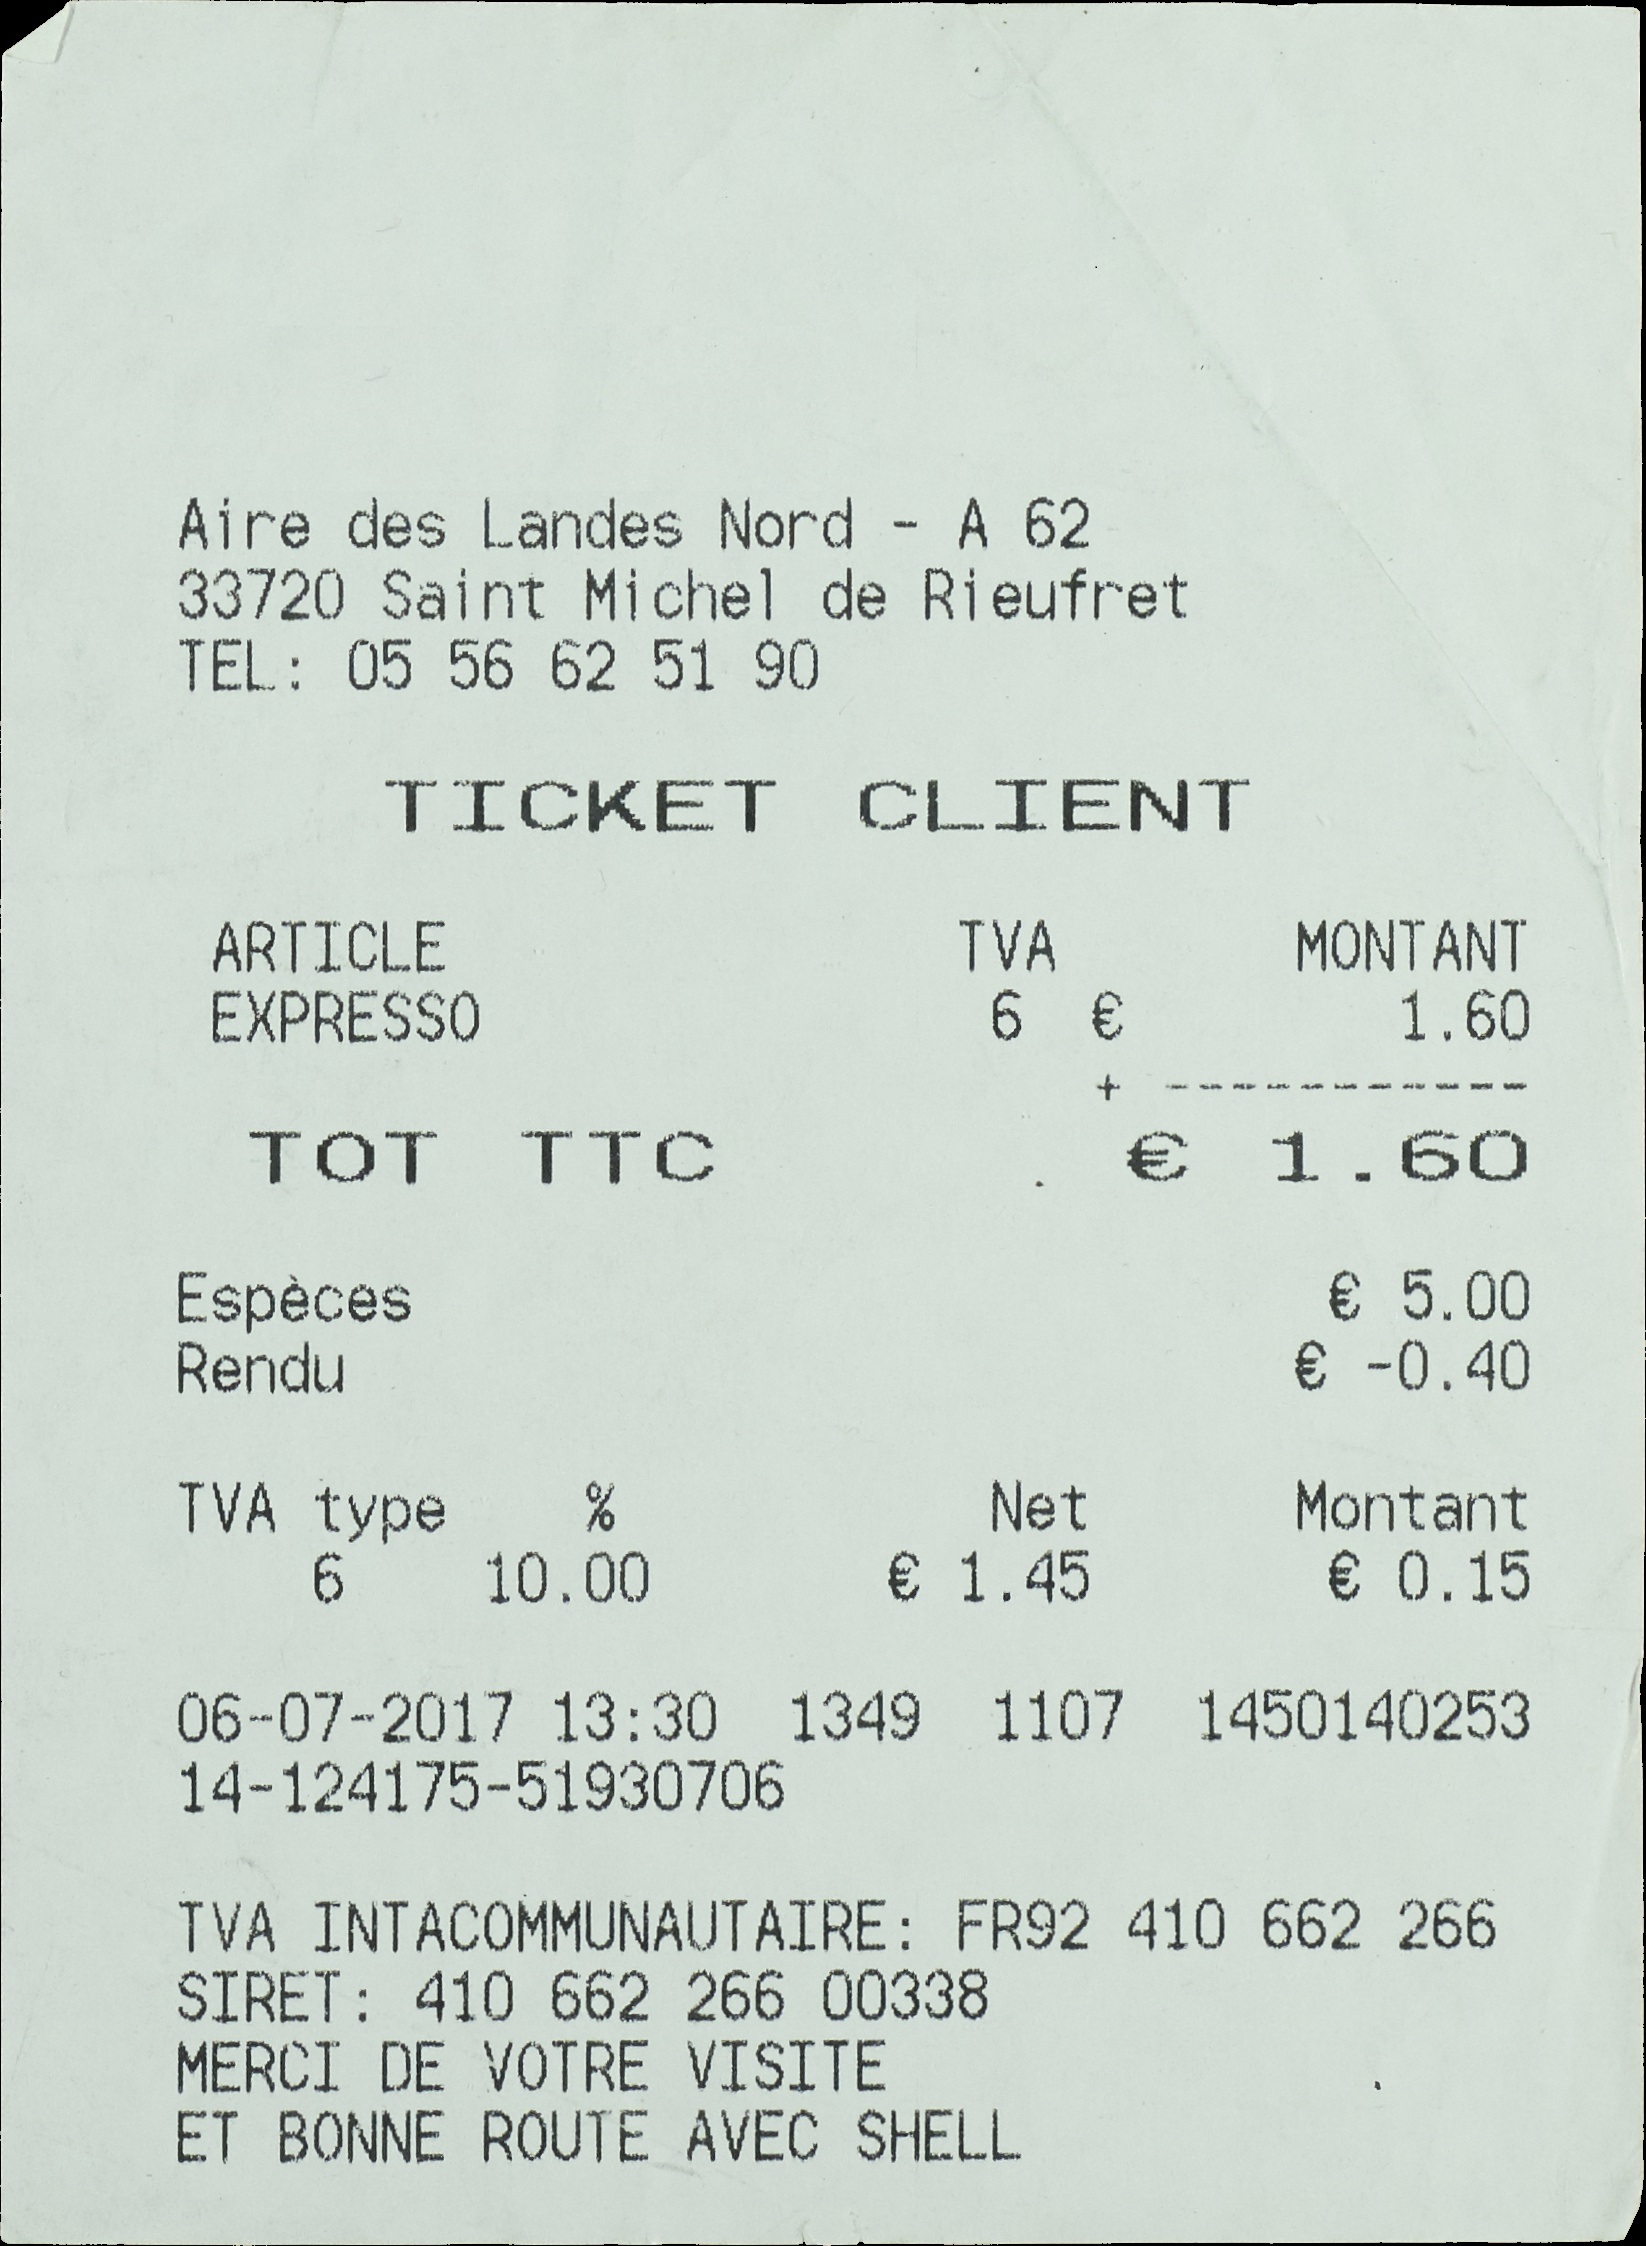 Aire des Landes Nord - A 62
33720 Saint Michel de Rieufret
TEL: 05 56 62 51 90
TICKET CLIENT
ARTICLE TVA MONTANT
EXPRESSO 6 € 1.60
+ -----------
TOT TTC € 1.60
Espèces € 5.00
Rendu € -0.40
TVA type % Net Montant
6 10.00 € 1.45 € 0.15
06-07-2017 13:30 1349 1107 1450140253
14-124175-51930706
TVA INTACOMMUNAUTAIRE: FR92 410 662 266
SIRET: 410 662 266 00338
MERCI DE VOTRE VISITE
ET BONNE ROUTE AVEC SHELL